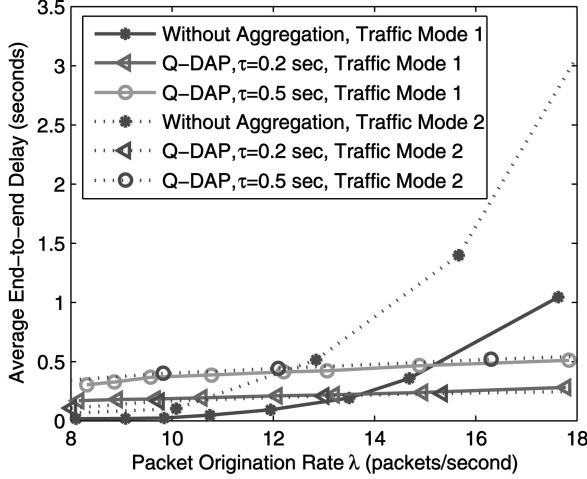 3.5
3
2.5
2
1.5
1
0.5
0
8
10
12
14
16
18
Average End-to-end Delay (seconds)
Packet Origination Rate λ (packets/second)
Without Aggregation, Traffic Mode 1
Q-DAP,τ=0.2 sec, Traffic Mode 1
Q-DAP,τ=0.5 sec, Traffic Mode 1
Without Aggregation, Traffic Mode 2
Q-DAP,τ=0.2 sec, Traffic Mode 2
Q-DAP,τ=0.5 sec, Traffic Mode 2